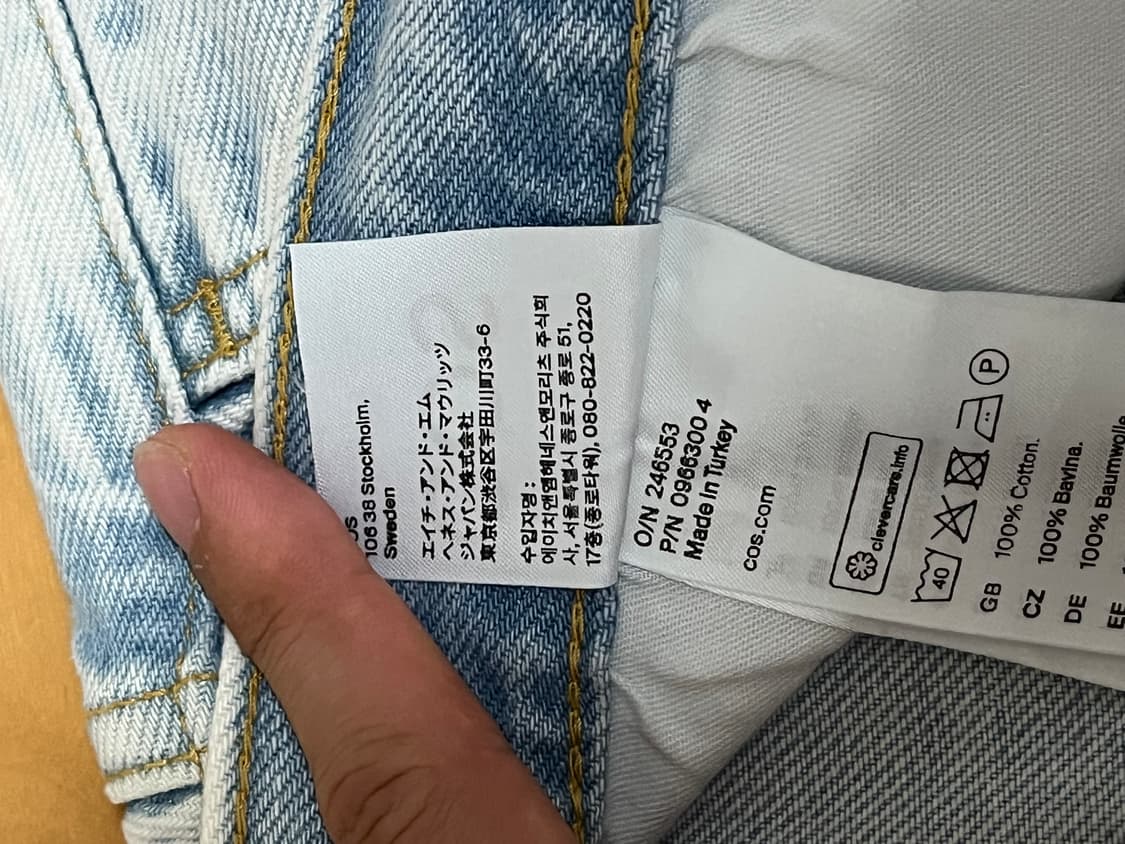 106 38 Stockholm,
Sweden
エイチ・アンド・エム
ヘネス・アンド・マウリッツ
ジャパン株式会社
東京都渋谷区宇田川町33-6
수입자명 :
에이치앤엠헤네스앤모리츠 주식회
사, 서울특별시 종로구 종로 51,
17층(종로타워), 080-822-0220
O/N 246553
P/N 0966300 4
Made In Turkey
cos.com
clevercare.info
40
P
GB 100% Cotton.
CZ 100% Bavlna.
DE 100% Baumwolle
EE